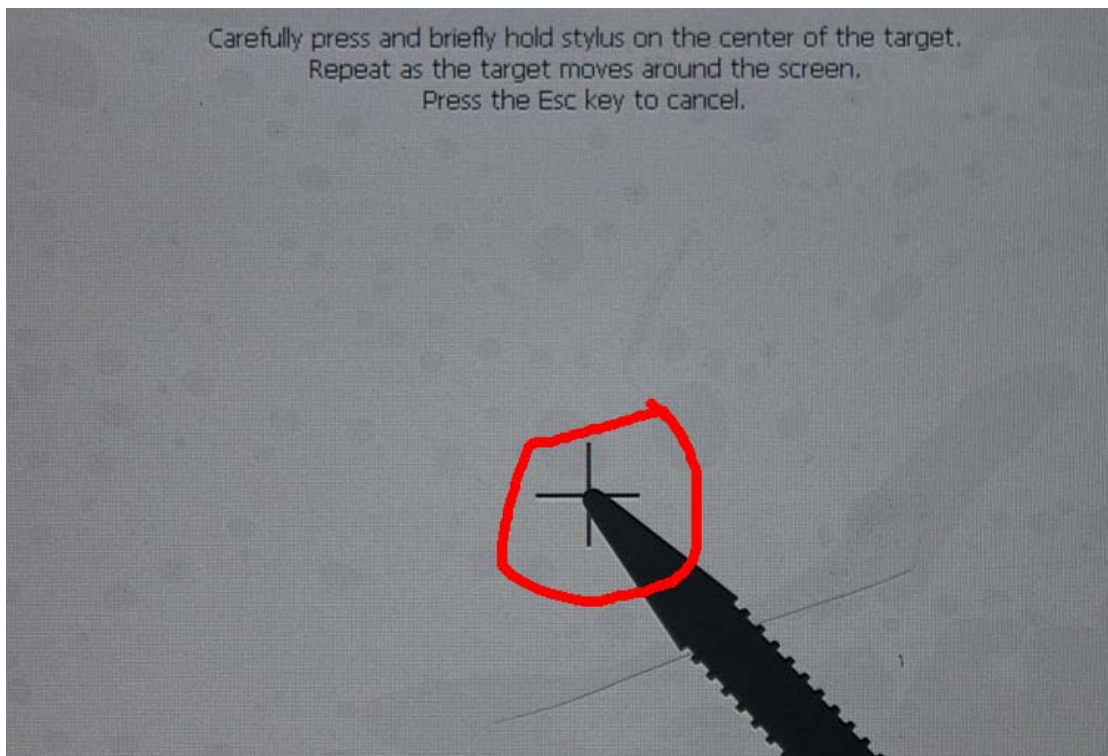 Carefully press and briefly hold stylus on the center of the target.
Repeat as the target moves around the screen.
Press the Esc key to cancel.